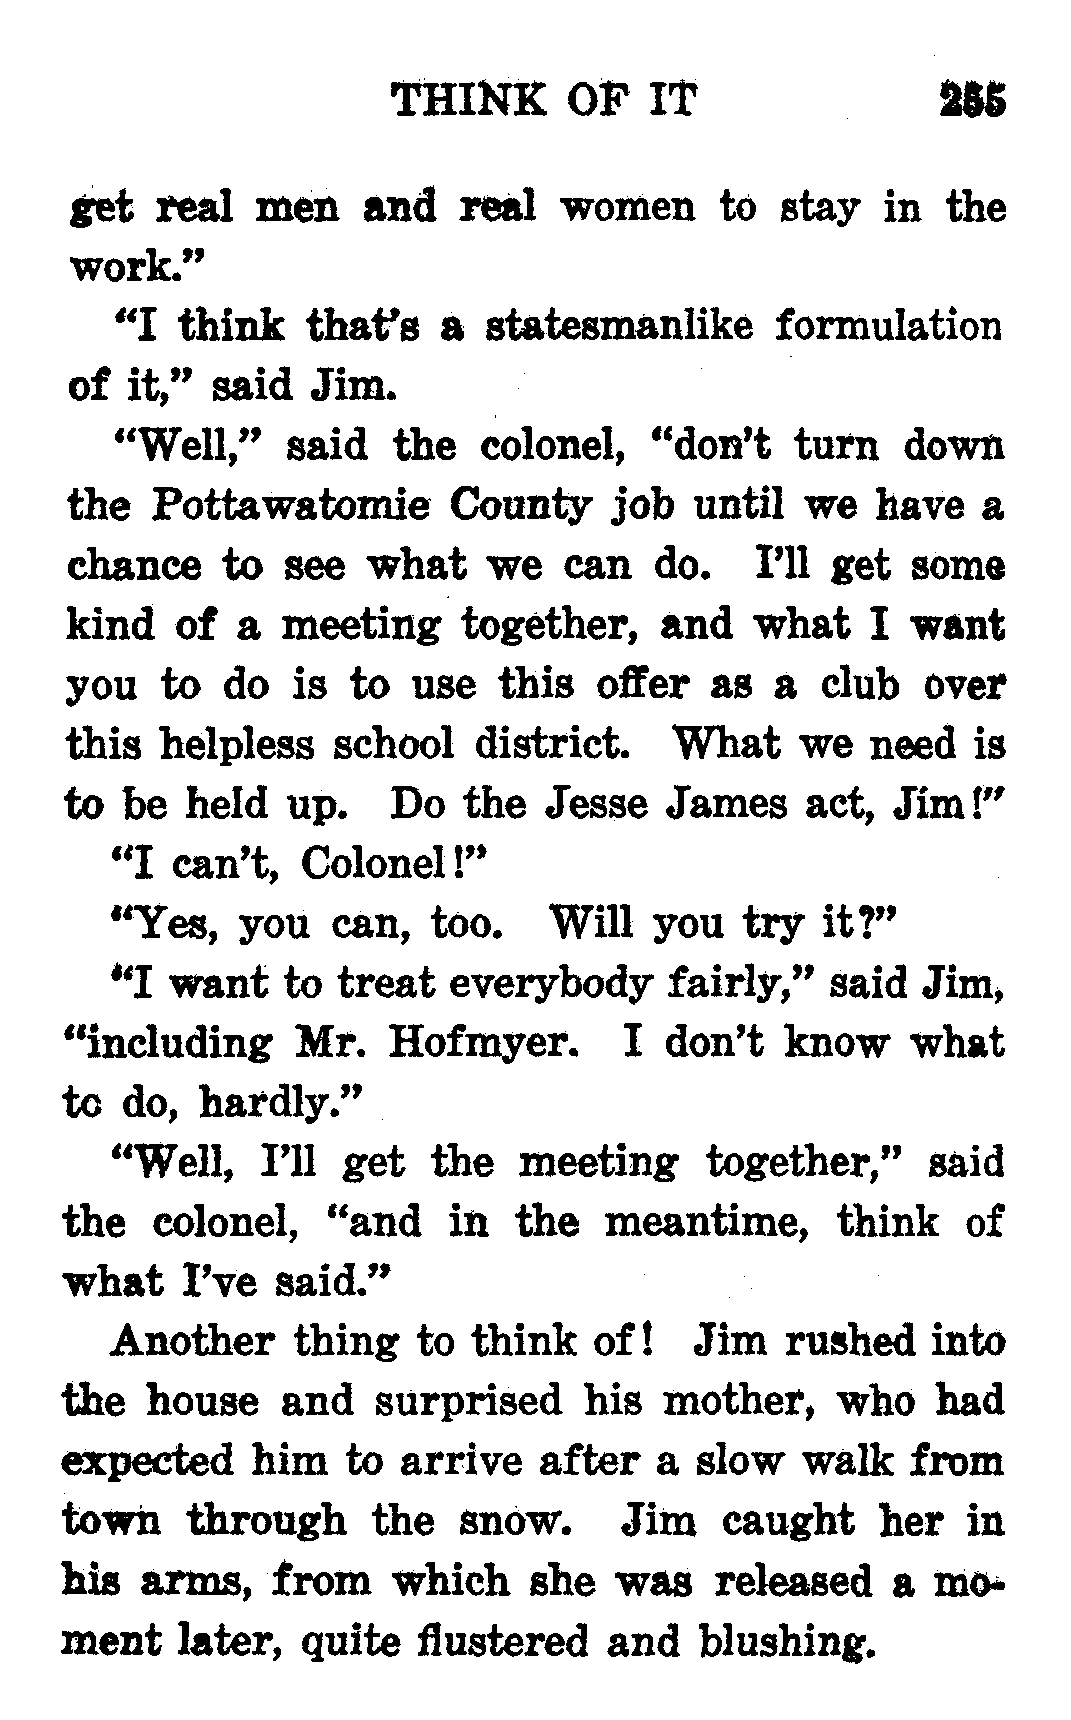 THINK OF IT 255
get real men and real women to stay in the
work."
"I think that's a statesmanlike formulation
of it," said Jim.
"Well," said the colonel, "don't turn down
the Pottawatomie County job until we have a
chance to see what we can do. I'll get some
kind of a meeting together, and what I want
you to do is to use this offer as a club over
this helpless school district. What we need is
to be held up. Do the Jesse James act, Jim!"
"I can't, Colonel!"
"Yes, you can, too. Will you try it?"
"I want to treat everybody fairly," said Jim,
"including Mr. Hofmyer. I don't know what
to do, hardly."
"Well, I'll get the meeting together," said
the colonel, "and in the meantime, think of
what I've said."
Another thing to think of! Jim rushed into
the house and surprised his mother, who had
expected him to arrive after a slow walk from
town through the snow. Jim caught her in
his arms, from which she was released a mo-
ment later, quite flustered and blushing.